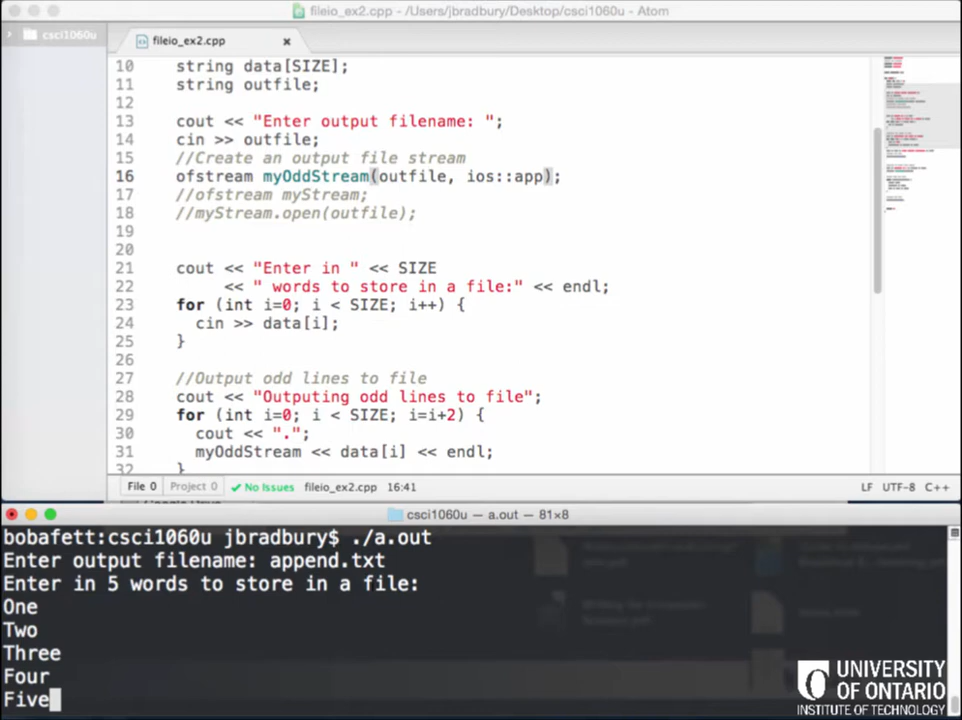 fileio_ex2.cpp - /Users/jbradbury/Desktop/csci1060u - Atom
csci1060u
fileio_ex2.cpp
10 string data[SIZE];
11 string outfile;
12
13 cout << "Enter output filename: ";
14 cin >> outfile;
15 //Create an output file stream
16 ofstream myOddStream(outfile, ios::app);
17 //ofstream myStream;
18 //myStream.open(outfile);
19
20
21 cout << "Enter in " << SIZE
22 << " words to store in a file:" << endl;
23 for (int i=0; i < SIZE; i++) {
24 cin >> data[i];
25 }
26
27 //Output odd lines to file
28 cout << "Outputing odd lines to file";
29 for (int i=0; i < SIZE; i=i+2) {
30 cout << ".";
31 myOddStream << data[i] << endl;
32 }
File 0 Project 0 No Issues fileio_ex2.cpp 16:41 LF UTF-8 C++
csci1060u — a.out — 81×8
bobafett:csci1060u jbradbury$ ./a.out
Enter output filename: append.txt
Enter in 5 words to store in a file:
One
Two
Three
Four
Five
UNIVERSITY
OF ONTARIO
INSTITUTE OF TECHNOLOGY